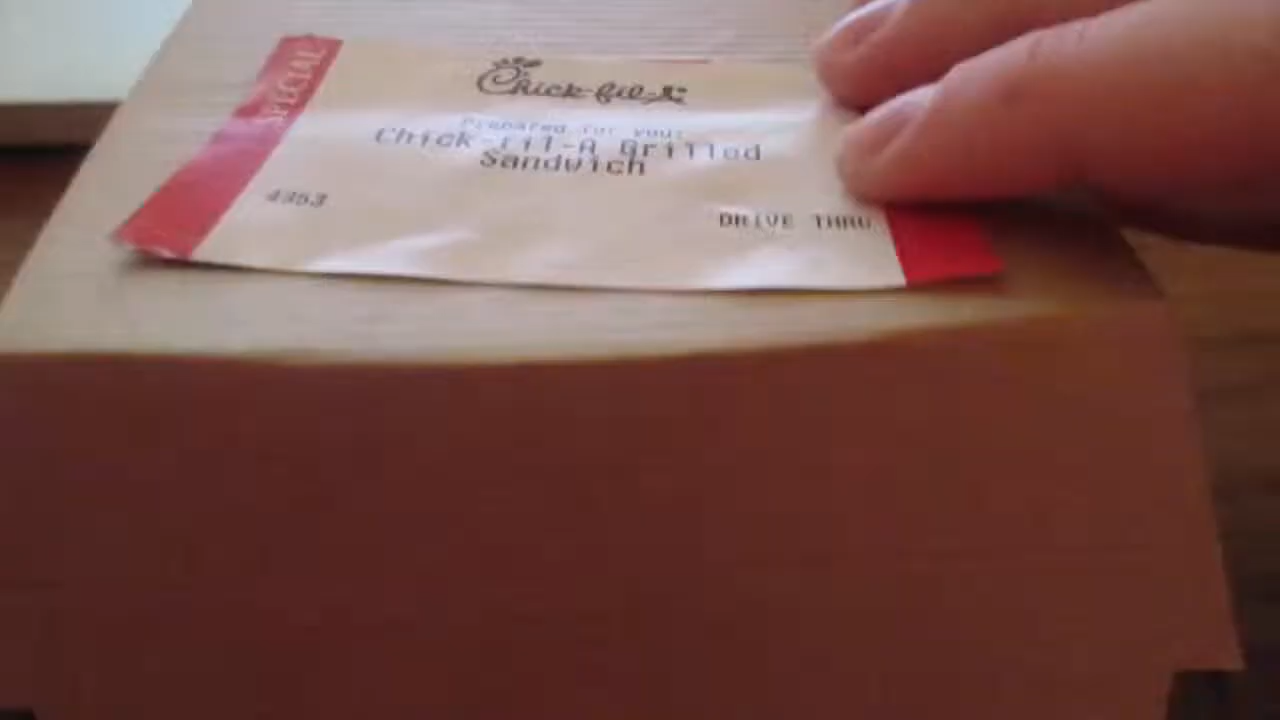 SPECIAL
Chick-fil-A
Prepared for you:
Chick-fil-A Grilled
Sandwich
4353
DRIVE THRU